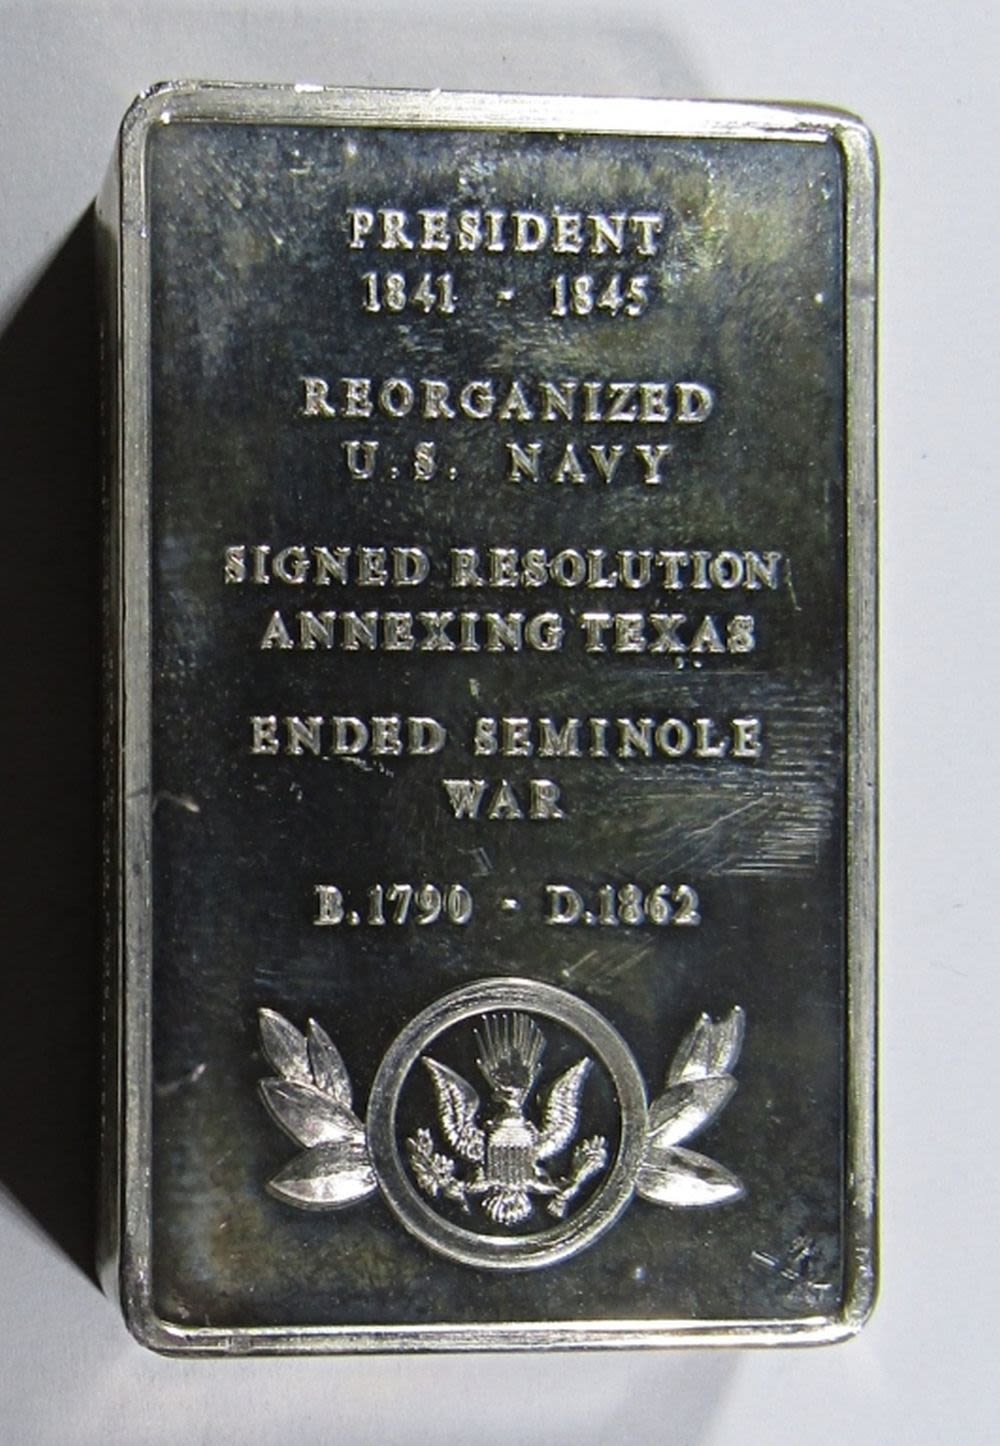 PRESIDENT
1841 - 1845
REORGANIZED
U.S. NAVY
SIGNED RESOLUTION
ANNEXING TEXAS
ENDED SEMINOLE
WAR
B.1790 - D.1862